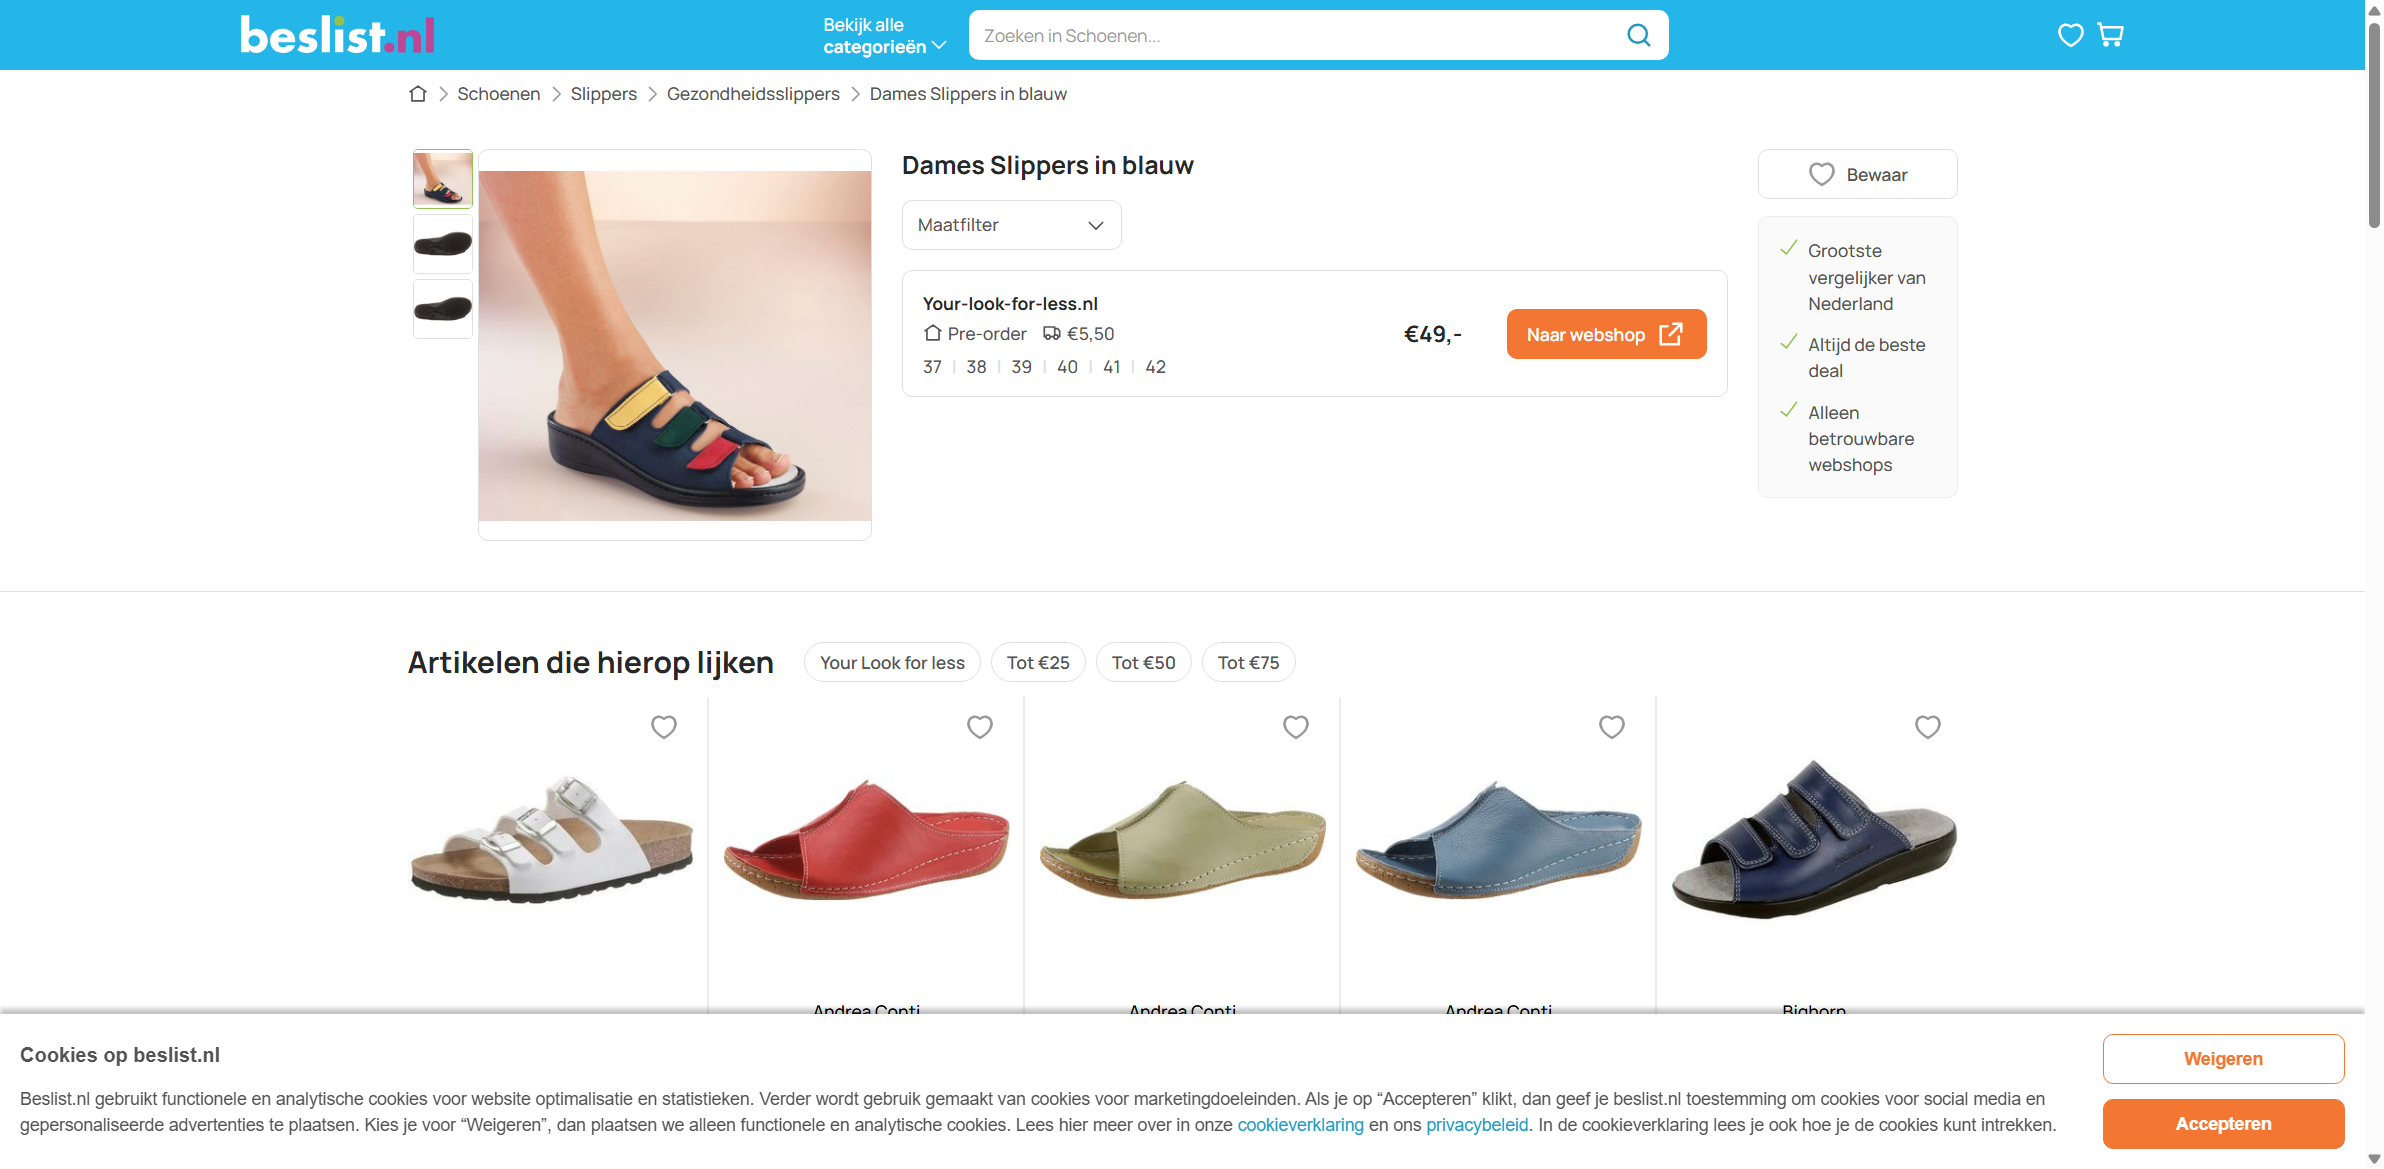 beslist.nl
Bekijk alle
categorieën
Zoeken in Schoenen...
Schoenen
Slippers
Gezondheidsslippers
Dames Slippers in blauw
Dames Slippers in blauw
Maatfilter
Your-look-for-less.nl
Pre-order €5,50
37 | 38 | 39 | 40 | 41 | 42
€49,-
Naar webshop
Bewaar
Grootste
vergelijker van
Nederland
Altijd de beste
deal
Alleen
betrouwbare
webshops
Artikelen die hierop lijken
Your Look for less
Tot €25
Tot €50
Tot €75
Andrea Conti
Andrea Conti
Andrea Conti
Bighorn
Cookies op beslist.nl
Beslist.nl gebruikt functionele en analytische cookies voor website optimalisatie en statistieken. Verder wordt gebruik gemaakt van cookies voor marketingdoeleinden. Als je op “Accepteren” klikt, dan geef je beslist.nl toestemming om cookies voor social media en
gepersonaliseerde advertenties te plaatsen. Kies je voor “Weigeren”, dan plaatsen we alleen functionele en analytische cookies. Lees hier meer over in onze cookieverklaring en ons privacybeleid. In de cookieverklaring lees je ook hoe je de cookies kunt intrekken.
Weigeren
Accepteren